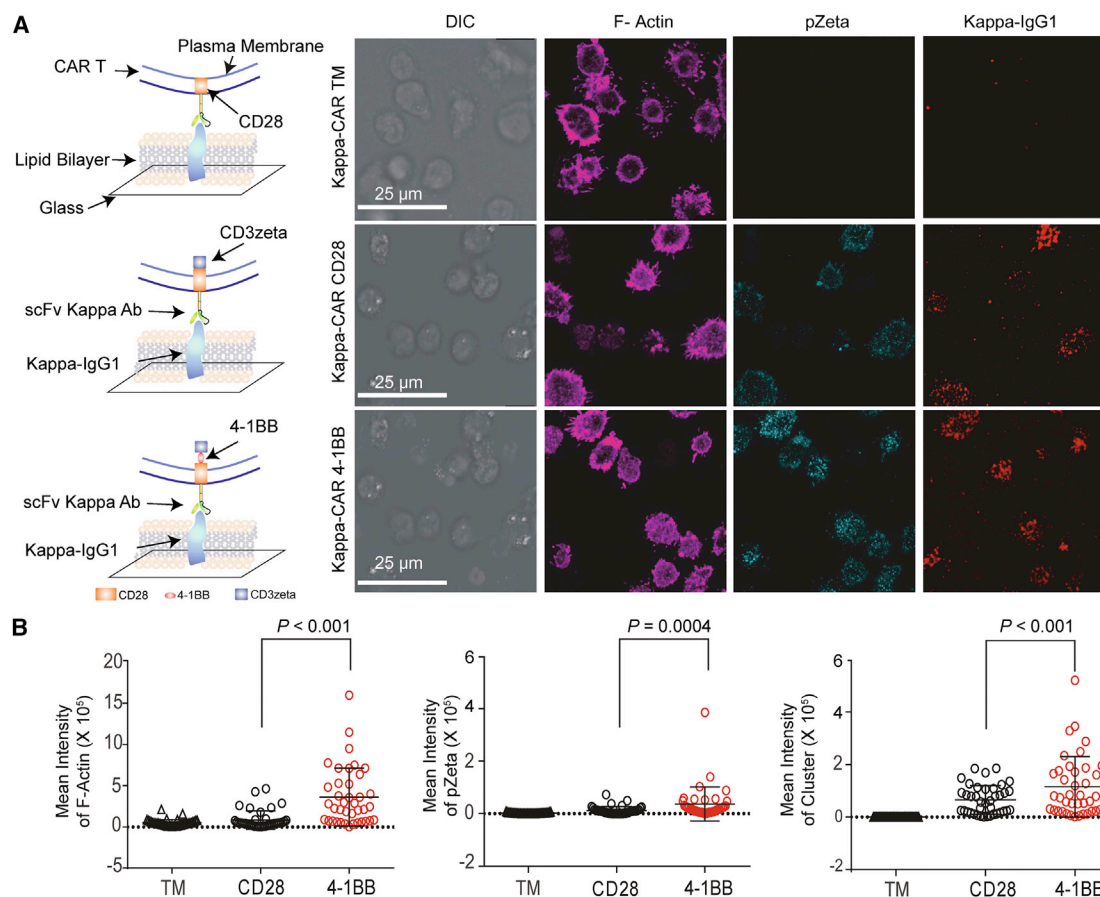 A
DIC
F- Actin
pZeta
Kappa-IgG1
CAR T
Plasma Membrane
CD28
Lipid Bilayer
Glass
Kappa-CAR TM
25 µm
CD3zeta
scFv Kappa Ab
Kappa-IgG1
Kappa-CAR CD28
25 µm
4-1BB
scFv Kappa Ab
Kappa-IgG1
Kappa-CAR 4-1BB
25 µm
CD28
4-1BB
CD3zeta
B
P < 0.001
Mean Intensity
of F-Actin (X 10⁵)
20
15
10
5
0
-5
TM
CD28
4-1BB
P = 0.0004
Mean Intensity
of pZeta (X 10⁵)
6
4
2
0
-2
TM
CD28
4-1BB
P < 0.001
Mean Intensity
of Cluster (X 10⁵)
6
4
2
0
-2
TM
CD28
4-1BB